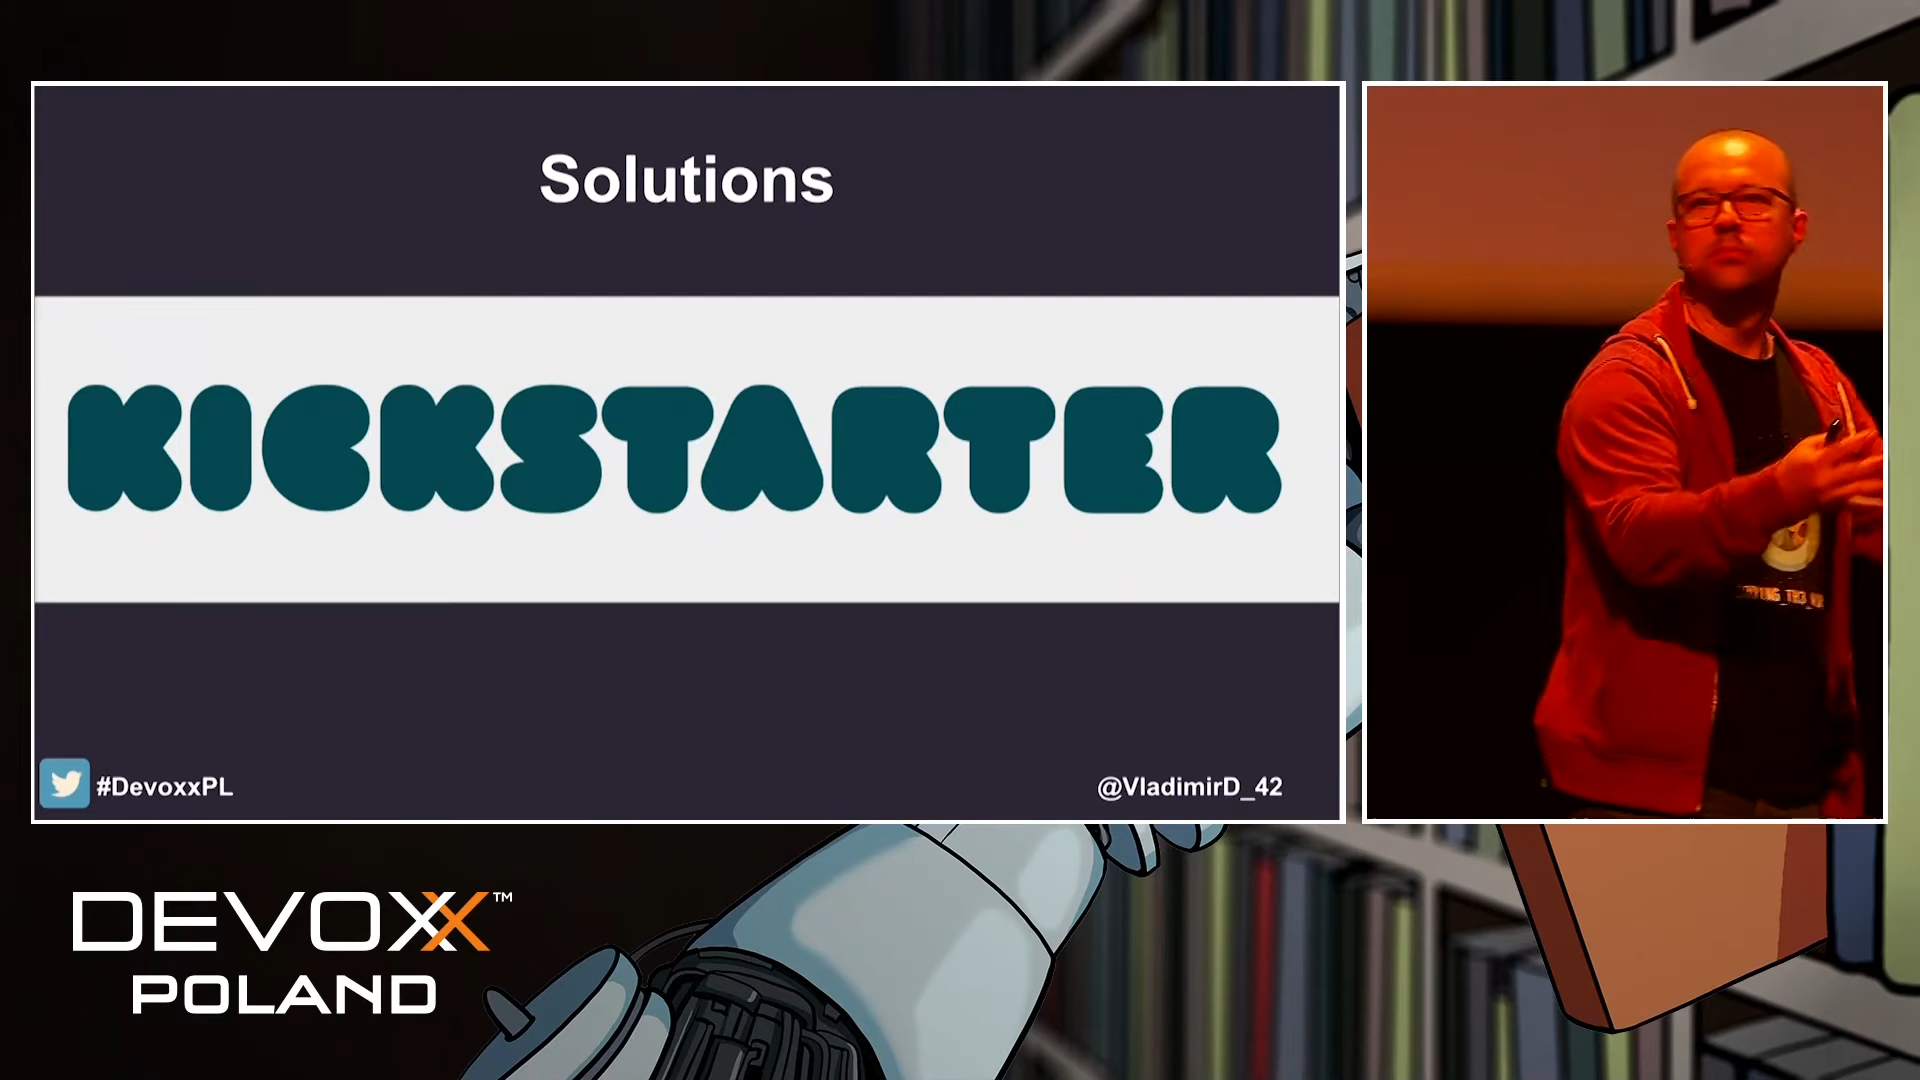 Solutions
KICKSTARTER
#DevoxxPL
@VladimirD_42
DEVOXX™
POLAND